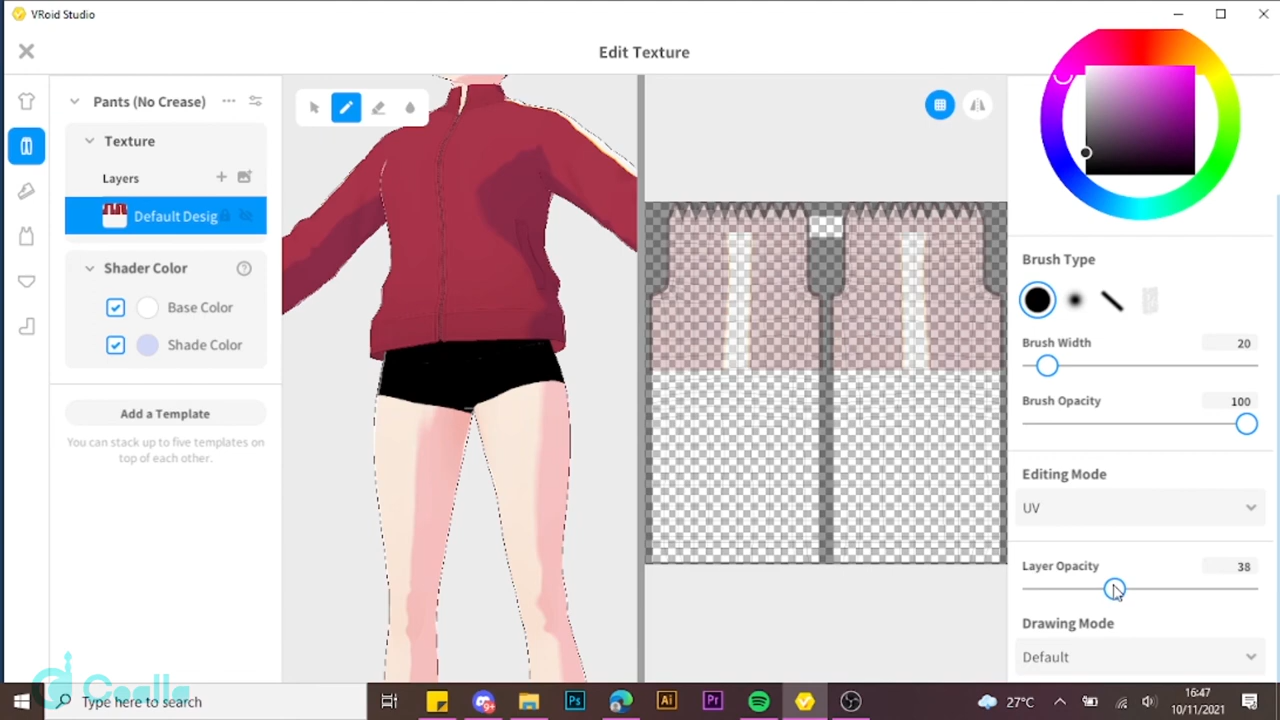 VRoid Studio
Edit Texture
Pants (No Crease)
Texture
Layers
Default Desig
Shader Color
Base Color
Shade Color
Add a Template
You can stack up to five templates on
top of each other.
Brush Type
Brush Width
20
Brush Opacity
100
Editing Mode
UV
Layer Opacity
38
Drawing Mode
Default
Type here to search
Ps
Ai
Pr
27°C
16:47
10/11/2021